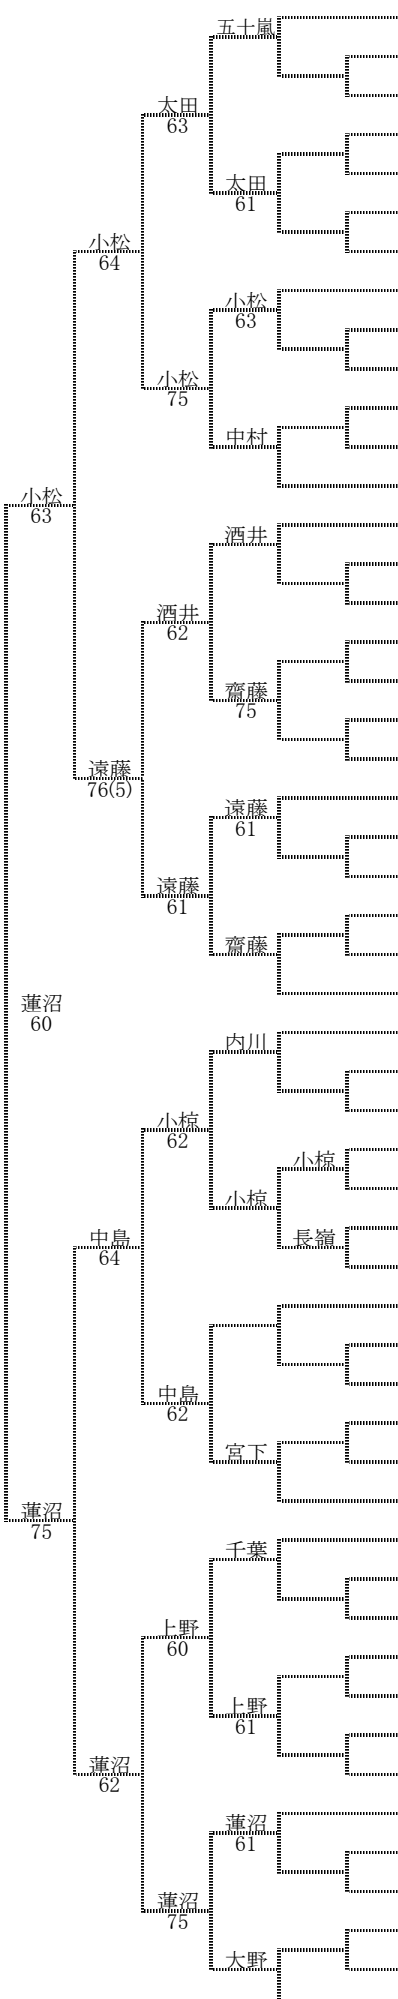 五十嵐
太田
63
太田
61
小松
64
小松
63
小松
75
中村
小松
63
酒井
酒井
62
齋藤
75
遠藤
76(5)
遠藤
61
遠藤
61
齋藤
蓮沼
60
内川
小椋
62
小椋
小椋
長嶺
中島
64
中島
62
宮下
蓮沼
75
千葉
上野
60
上野
61
蓮沼
62
蓮沼
61
蓮沼
75
大野